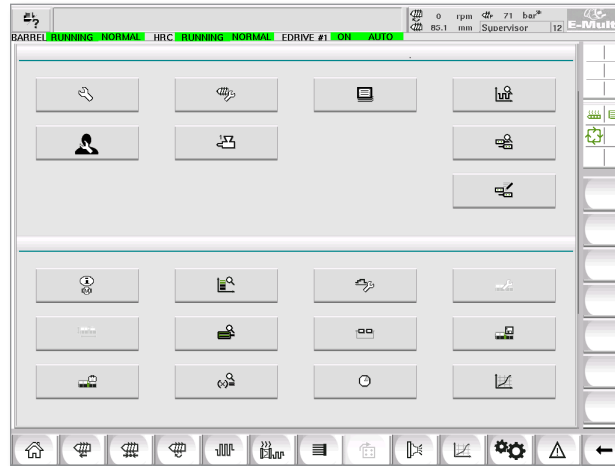 0 rpm 71 bar
85.1 mm Supervisor 12 E-Mult
BARREL RUNNING NORMAL HRC RUNNING NORMAL EDRIVE #1 ON AUTO